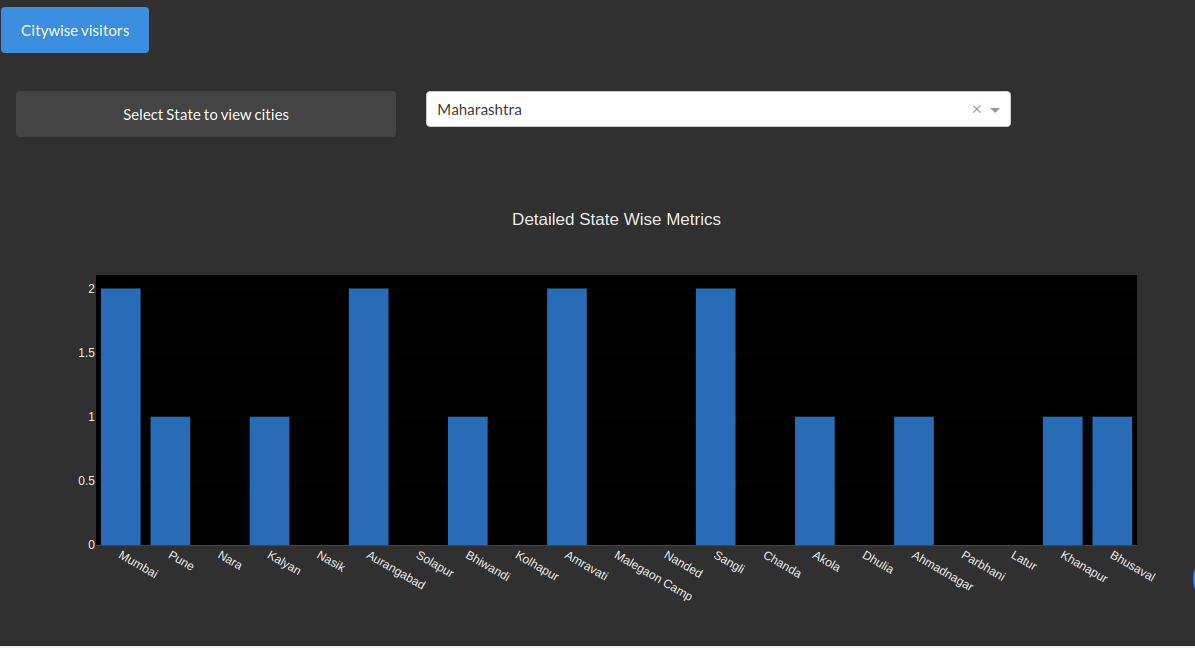 Citywise visitors
Select State to view cities
Maharashtra
Detailed State Wise Metrics
2
1.5
1
0.5
0
Mumbai
Pune
Nara
Kalyan
Nasik
Aurangabad
Solapur
Bhiwandi
Kolhapur
Amravati
Malegaon Camp
Nanded
Sangli
Chanda
Akola
Dhulia
Ahmadnagar
Parbhani
Latur
Khanapur
Bhusaval